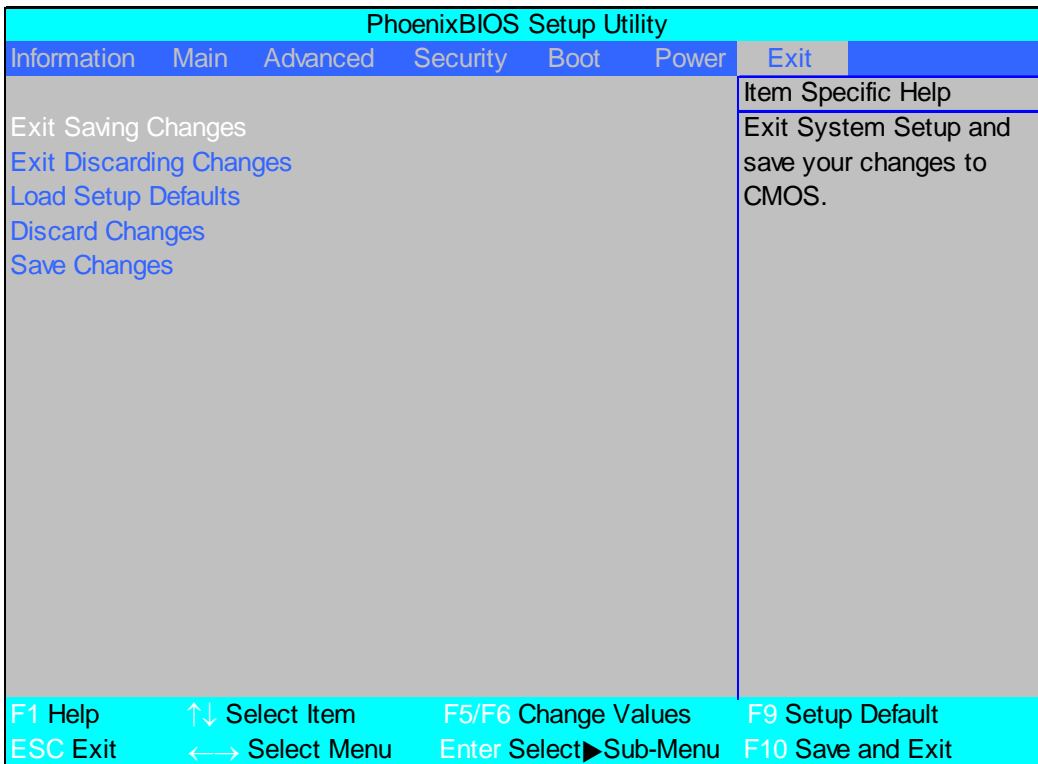 PhoenixBIOS Setup Utility
Information Main Advanced Security Boot Power Exit
Item Specific Help
Exit Saving Changes
Exit Discarding Changes
Load Setup Defaults
Discard Changes
Save Changes
Exit System Setup and
save your changes to
CMOS.
F1 Help ↑↓ Select Item F5/F6 Change Values F9 Setup Default
ESC Exit ←→ Select Menu Enter Select▶Sub-Menu F10 Save and Exit